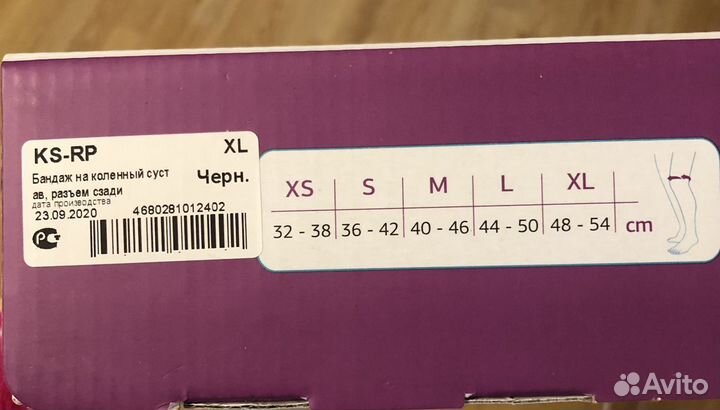 KS-RP XL
Бандаж на коленный суст
ав, разъем сзади Черн.
дата производства
23.09.2020 4680281012402
XS S M L XL
32 - 38 36 - 42 40 - 46 44 - 50 48 - 54 cm
Avito